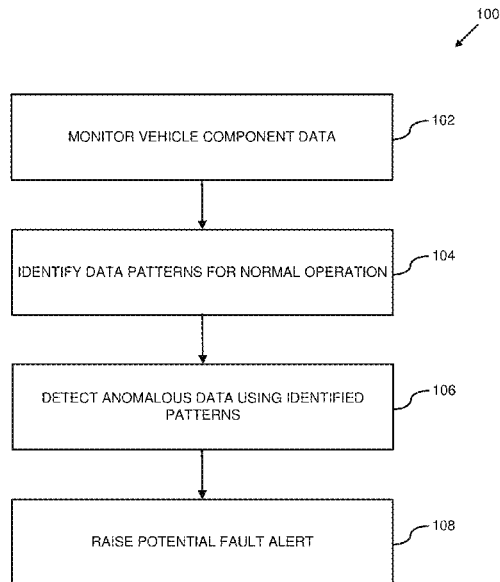 100
MONITOR VEHICLE COMPONENT DATA
102
IDENTIFY DATA PATTERNS FOR NORMAL OPERATION
104
DETECT ANOMALOUS DATA USING IDENTIFIED
PATTERNS
106
RAISE POTENTIAL FAULT ALERT
108